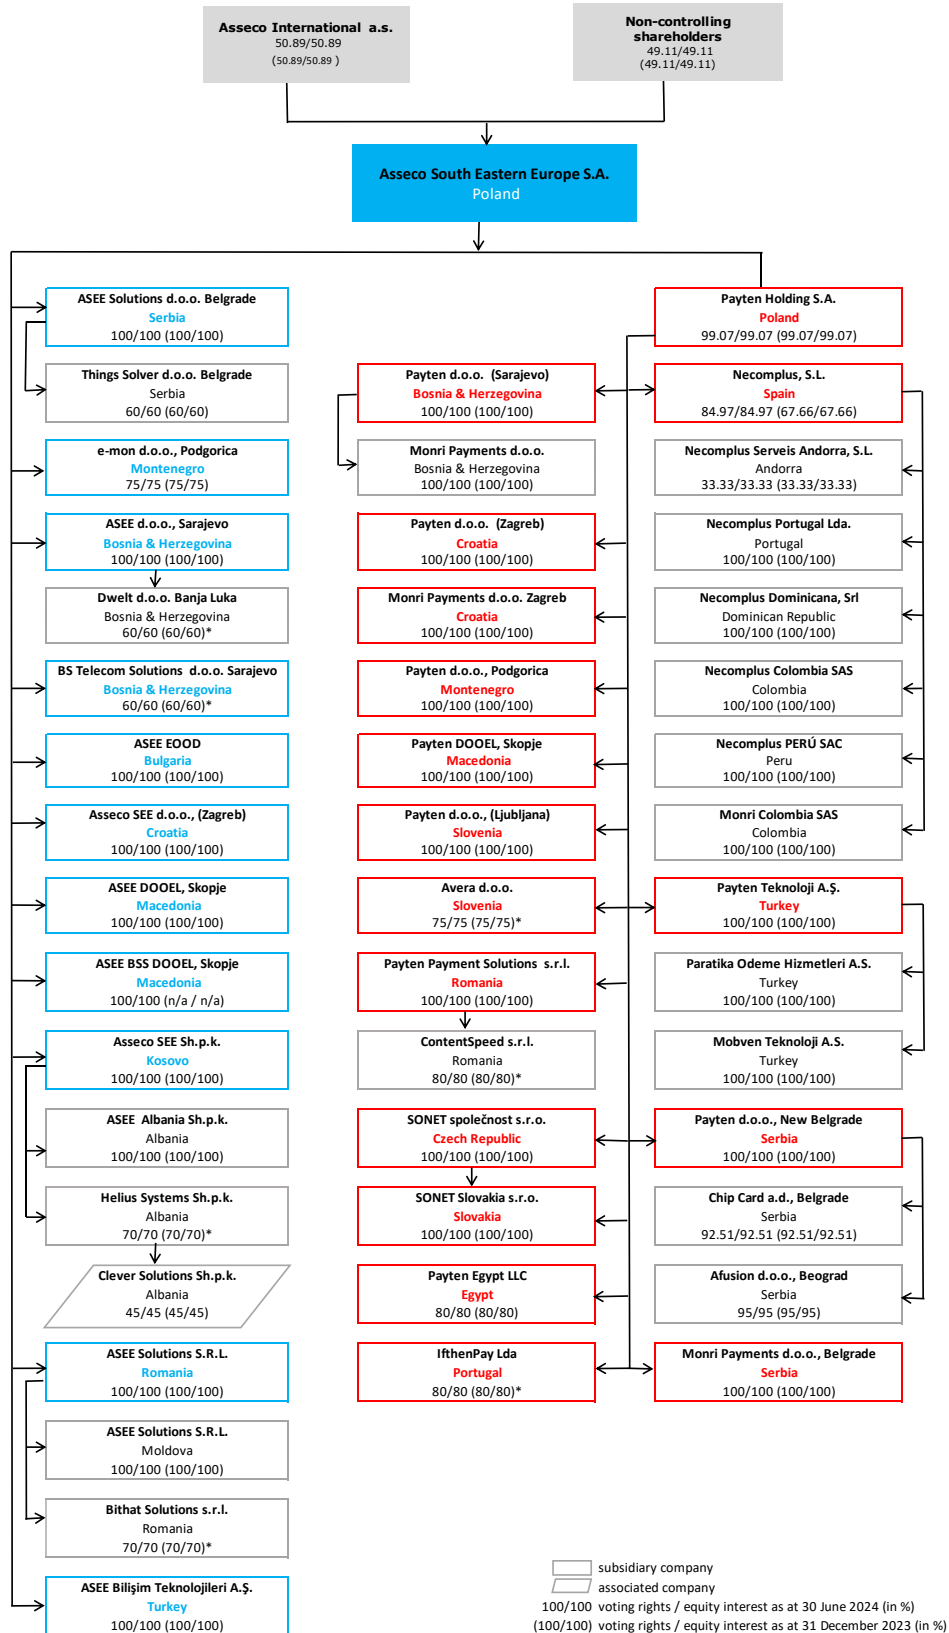 Asseco International a.s.
50.89/50.89
(50.89/50.89 )
Non-controlling
shareholders
49.11/49.11
(49.11/49.11)
Asseco South Eastern Europe S.A.
Poland
ASEE Solutions d.o.o. Belgrade
Serbia
100/100 (100/100)
Things Solver d.o.o. Belgrade
Serbia
60/60 (60/60)
e-mon d.o.o., Podgorica
Montenegro
75/75 (75/75)
ASEE d.o.o., Sarajevo
Bosnia & Herzegovina
100/100 (100/100)
Dwelt d.o.o. Banja Luka
Bosnia & Herzegovina
60/60 (60/60)*
BS Telecom Solutions d.o.o. Sarajevo
Bosnia & Herzegovina
60/60 (60/60)*
ASEE EOOD
Bulgaria
100/100 (100/100)
Asseco SEE d.o.o., (Zagreb)
Croatia
100/100 (100/100)
ASEE DOOEL, Skopje
Macedonia
100/100 (100/100)
ASEE BSS DOOEL, Skopje
Macedonia
100/100 (n/a / n/a)
Asseco SEE Sh.p.k.
Kosovo
100/100 (100/100)
ASEE Albania Sh.p.k.
Albania
100/100 (100/100)
Helius Systems Sh.p.k.
Albania
70/70 (70/70)*
Clever Solutions Sh.p.k.
Albania
45/45 (45/45)
ASEE Solutions S.R.L.
Romania
100/100 (100/100)
ASEE Solutions S.R.L.
Moldova
100/100 (100/100)
Bithat Solutions s.r.l.
Romania
70/70 (70/70)*
ASEE Bilişim Teknolojileri A.Ş.
Turkey
100/100 (100/100)
Payten d.o.o. (Sarajevo)
Bosnia & Herzegovina
100/100 (100/100)
Monri Payments d.o.o.
Bosnia & Herzegovina
100/100 (100/100)
Payten d.o.o. (Zagreb)
Croatia
100/100 (100/100)
Monri Payments d.o.o. Zagreb
Croatia
100/100 (100/100)
Payten d.o.o., Podgorica
Montenegro
100/100 (100/100)
Payten DOOEL, Skopje
Macedonia
100/100 (100/100)
Payten d.o.o., (Ljubljana)
Slovenia
100/100 (100/100)
Avera d.o.o.
Slovenia
75/75 (75/75)*
Payten Payment Solutions s.r.l.
Romania
100/100 (100/100)
ContentSpeed s.r.l.
Romania
80/80 (80/80)*
SONET společnost s.r.o.
Czech Republic
100/100 (100/100)
SONET Slovakia s.r.o.
Slovakia
100/100 (100/100)
Payten Egypt LLC
Egypt
80/80 (80/80)
IfthenPay Lda
Portugal
80/80 (80/80)*
Payten Holding S.A.
Poland
99.07/99.07 (99.07/99.07)
Necomplus, S.L.
Spain
84.97/84.97 (67.66/67.66)
Necomplus Serveis Andorra, S.L.
Andorra
33.33/33.33 (33.33/33.33)
Necomplus Portugal Lda.
Portugal
100/100 (100/100)
Necomplus Dominicana, Srl
Dominican Republic
100/100 (100/100)
Necomplus Colombia SAS
Colombia
100/100 (100/100)
Necomplus PERÚ SAC
Peru
100/100 (100/100)
Monri Colombia SAS
Colombia
100/100 (100/100)
Payten Teknoloji A.Ş.
Turkey
100/100 (100/100)
Paratika Odeme Hizmetleri A.S.
Turkey
100/100 (100/100)
Mobven Teknoloji A.S.
Turkey
100/100 (100/100)
Payten d.o.o., New Belgrade
Serbia
100/100 (100/100)
Chip Card a.d., Belgrade
Serbia
92.51/92.51 (92.51/92.51)
Afusion d.o.o., Beograd
Serbia
95/95 (95/95)
Monri Payments d.o.o., Belgrade
Serbia
100/100 (100/100)
subsidiary company
associated company
100/100 voting rights / equity interest as at 30 June 2024 (in %)
(100/100) voting rights / equity interest as at 31 December 2023 (in %)